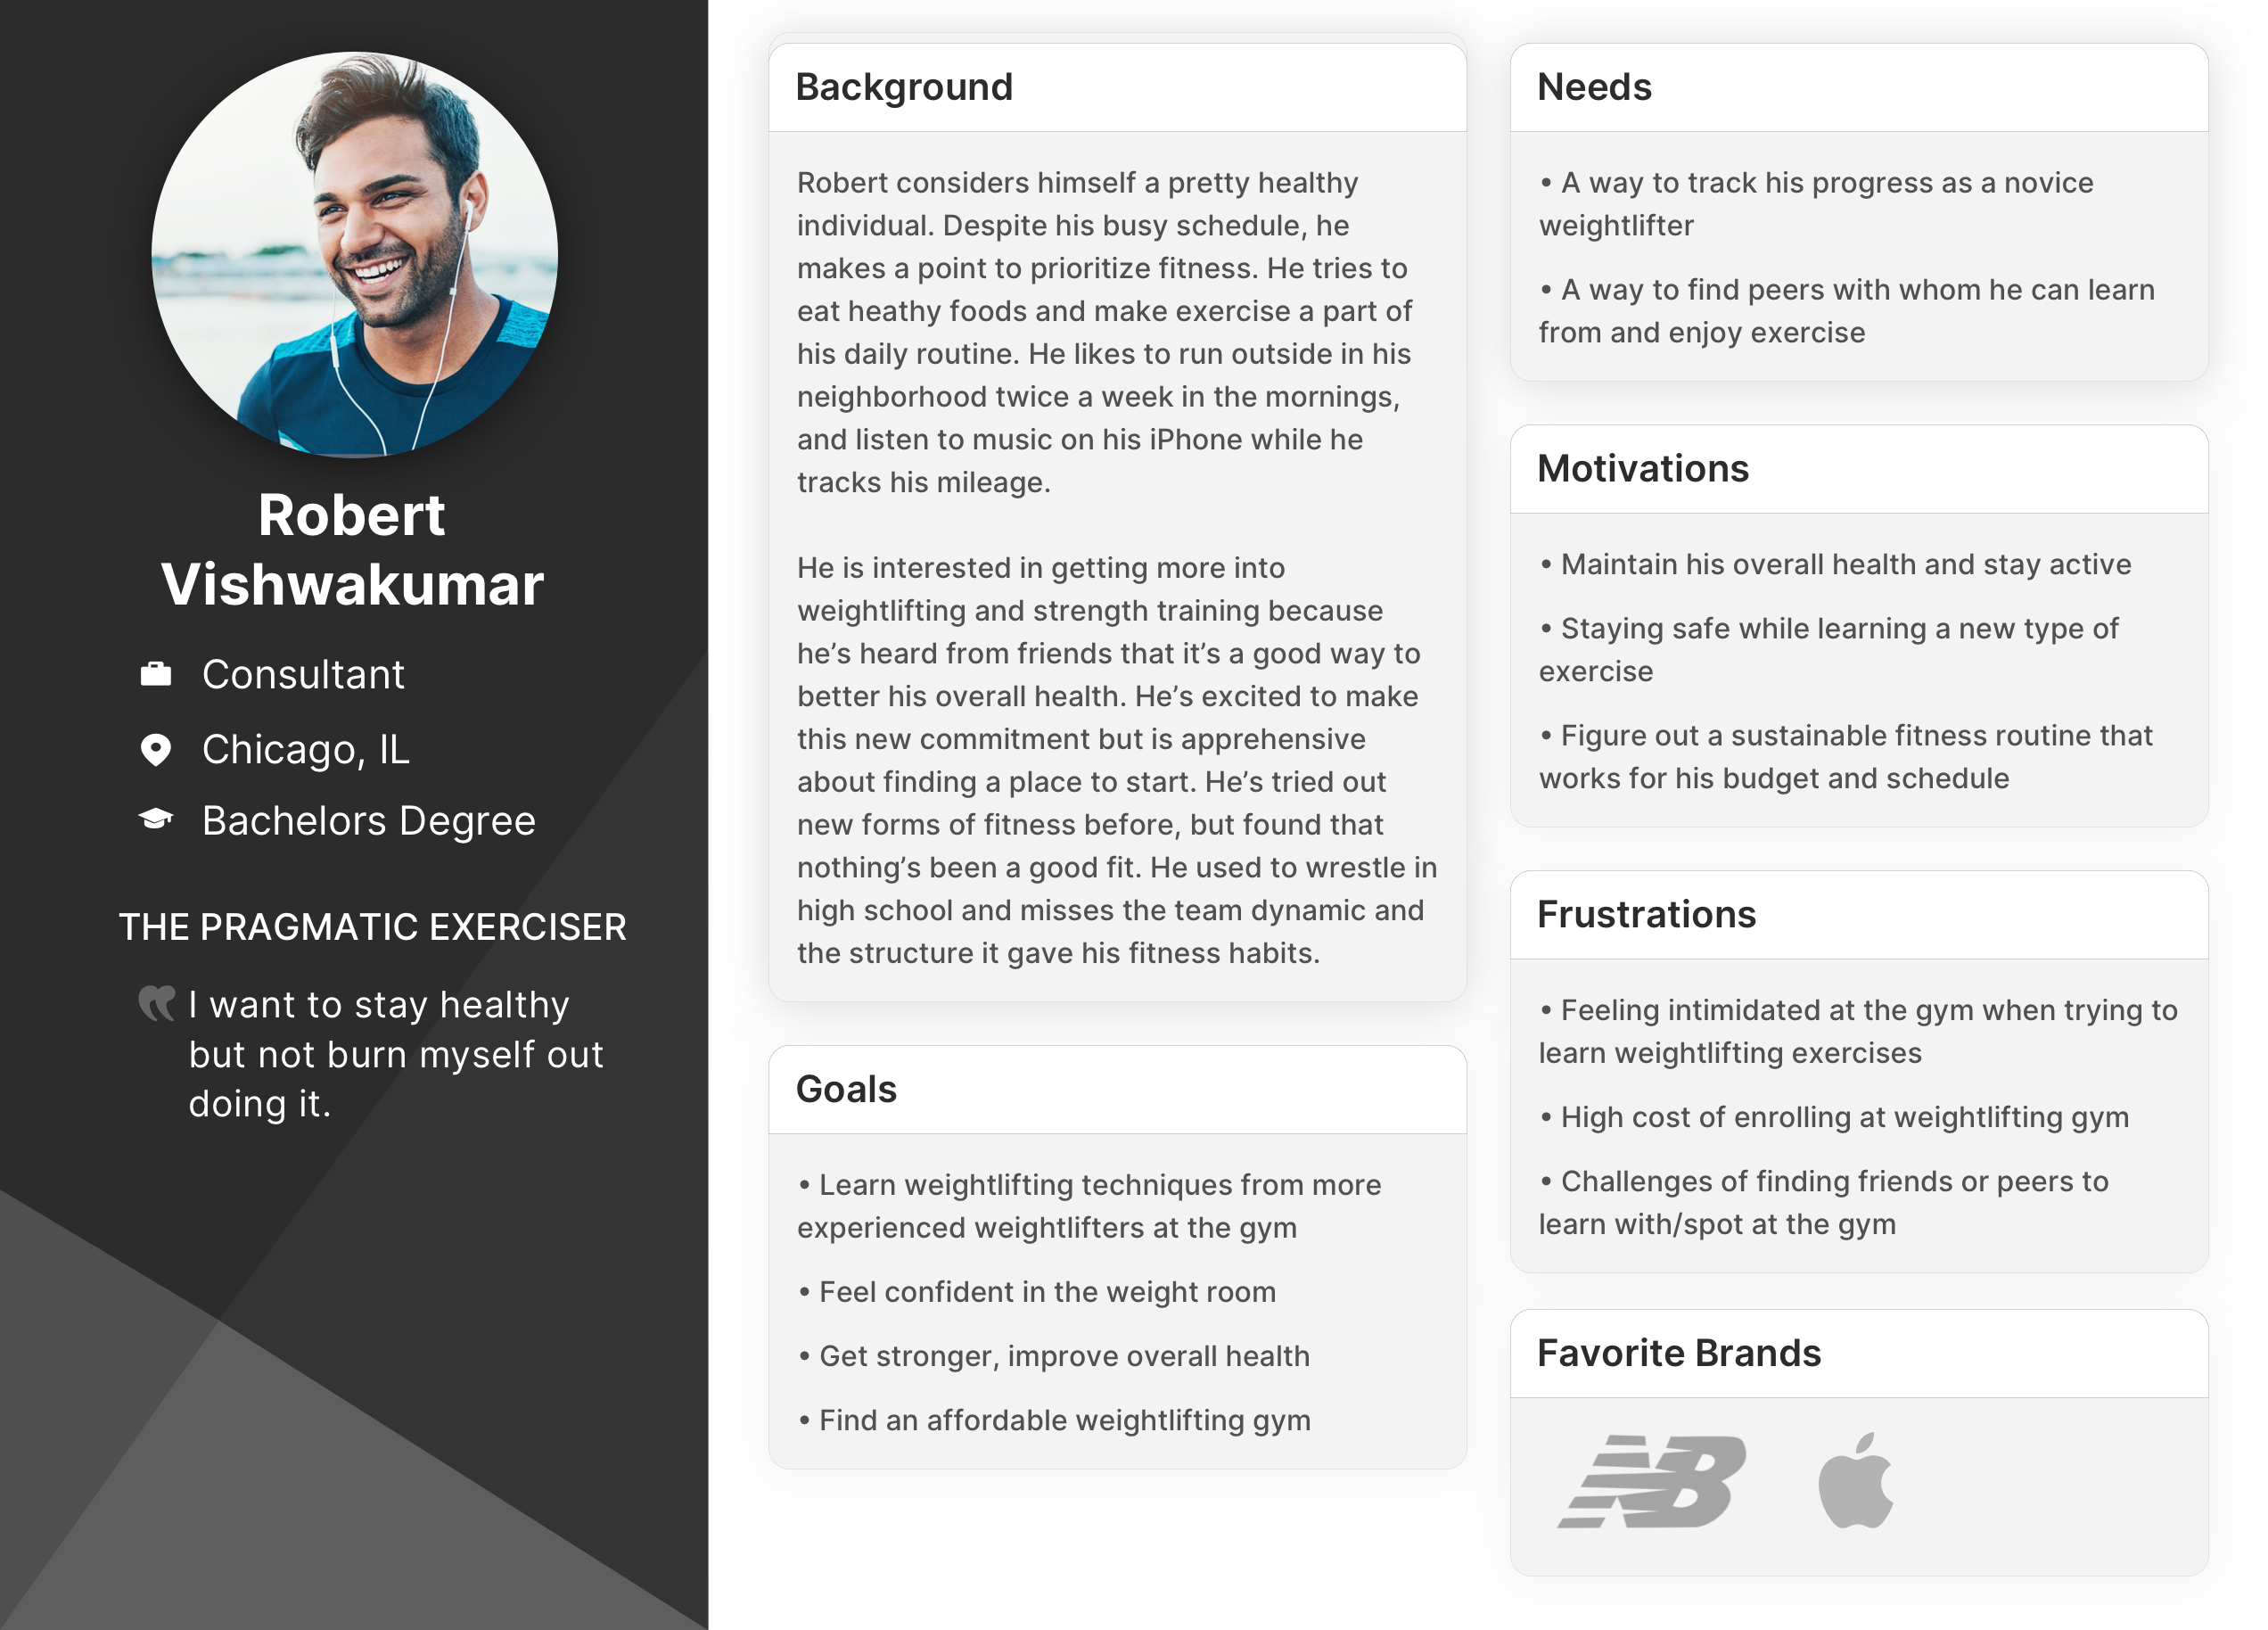 Robert
Vishwakumar
Consultant
Chicago, IL
Bachelors Degree
THE PRAGMATIC EXERCISER
I want to stay healthy
but not burn myself out
doing it.
Background
Robert considers himself a pretty healthy
individual. Despite his busy schedule, he
makes a point to prioritize fitness. He tries to
eat heathy foods and make exercise a part of
his daily routine. He likes to run outside in his
neighborhood twice a week in the mornings,
and listen to music on his iPhone while he
tracks his mileage.
He is interested in getting more into
weightlifting and strength training because
he’s heard from friends that it’s a good way to
better his overall health. He’s excited to make
this new commitment but is apprehensive
about finding a place to start. He’s tried out
new forms of fitness before, but found that
nothing’s been a good fit. He used to wrestle in
high school and misses the team dynamic and
the structure it gave his fitness habits.
Goals
• Learn weightlifting techniques from more
experienced weightlifters at the gym
• Feel confident in the weight room
• Get stronger, improve overall health
• Find an affordable weightlifting gym
Needs
• A way to track his progress as a novice
weightlifter
• A way to find peers with whom he can learn
from and enjoy exercise
Motivations
• Maintain his overall health and stay active
• Staying safe while learning a new type of
exercise
• Figure out a sustainable fitness routine that
works for his budget and schedule
Frustrations
• Feeling intimidated at the gym when trying to
learn weightlifting exercises
• High cost of enrolling at weightlifting gym
• Challenges of finding friends or peers to
learn with/spot at the gym
Favorite Brands
NB